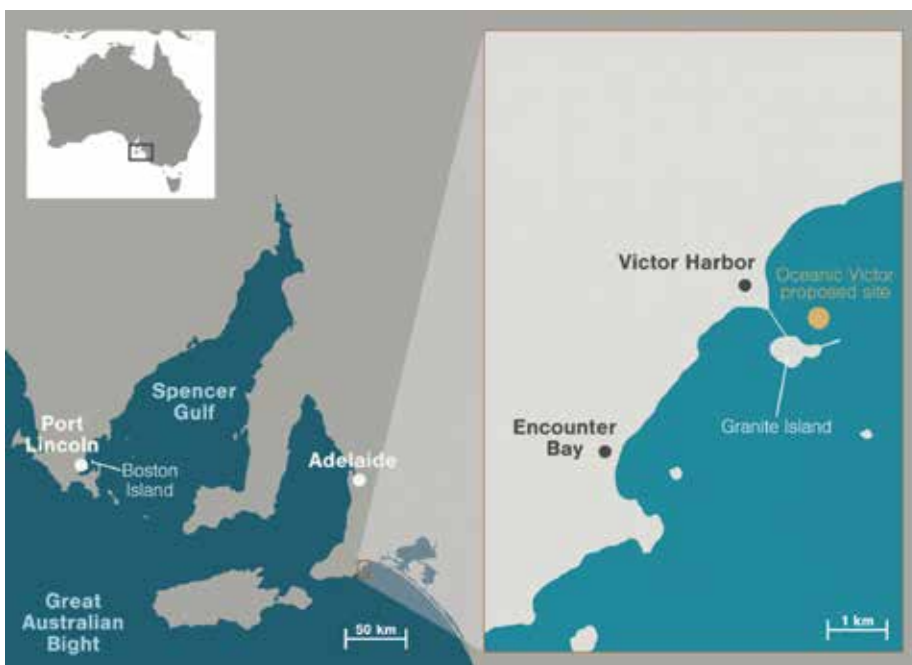 Spencer
Gulf
Port
Lincoln
Boston
Island
Adelaide
Great
Australian
Bight
50 km
Victor Harbor
Oceanic Victor
proposed site
Encounter
Bay
Granite Island
1 km